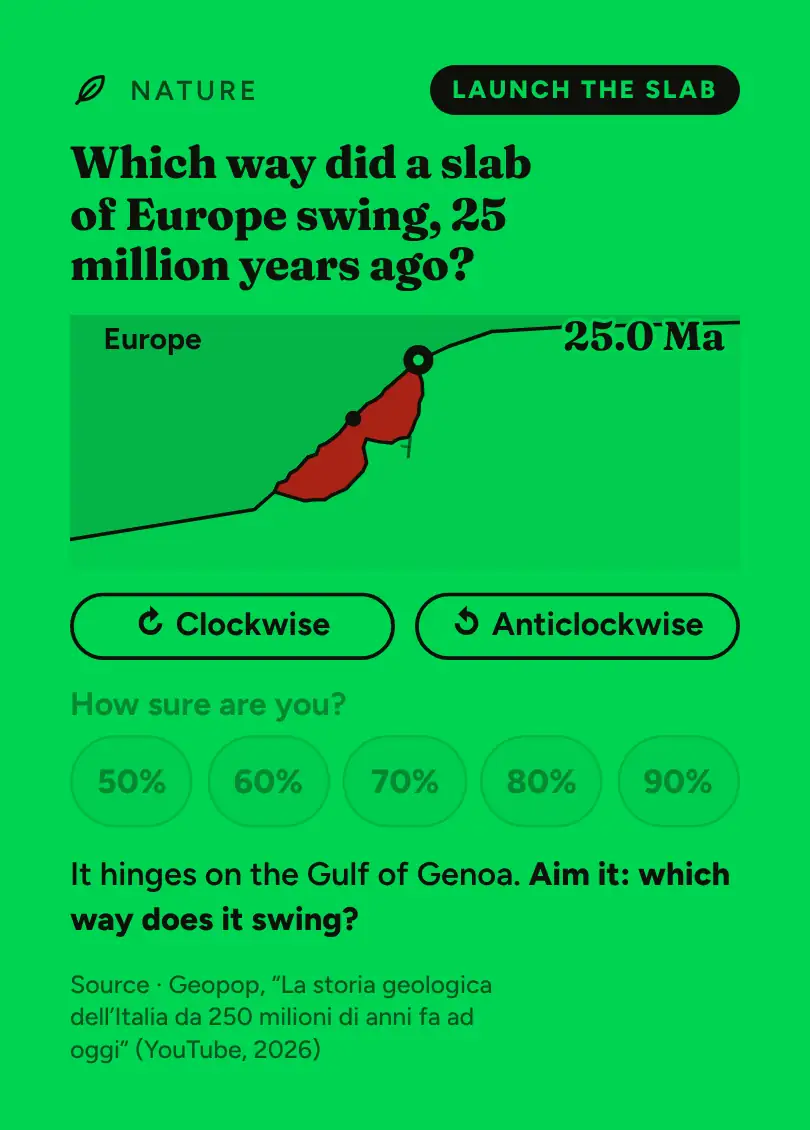 NATURE
LAUNCH THE SLAB
Which way did a slab
of Europe swing, 25
million years ago?
Europe
25.0 Ma
Clockwise
Anticlockwise
How sure are you?
50%
60%
70%
80%
90%
It hinges on the Gulf of Genoa. Aim it: which
way does it swing?
Source · Geopop, “La storia geologica
dell’Italia da 250 milioni di anni fa ad
oggi” (YouTube, 2026)